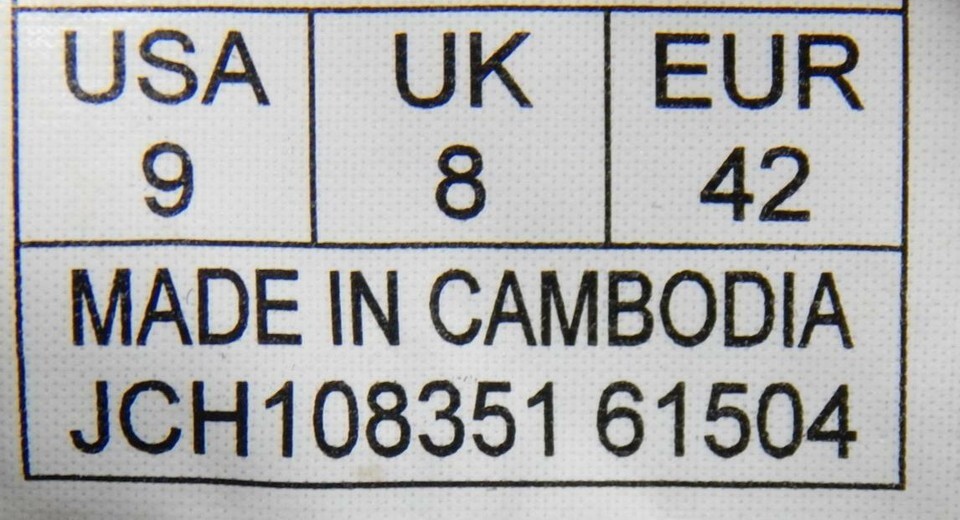 USA UK EUR
9 8 42
MADE IN CAMBODIA
JCH108351 61504